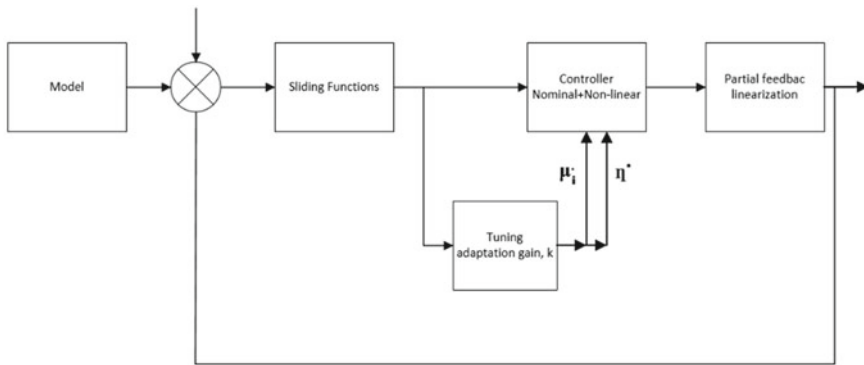 Model
Sliding Functions
Controller
Nominal+Non-linear
Partial feedbac
linearization
μi
η*
Tuning
adaptation gain, k